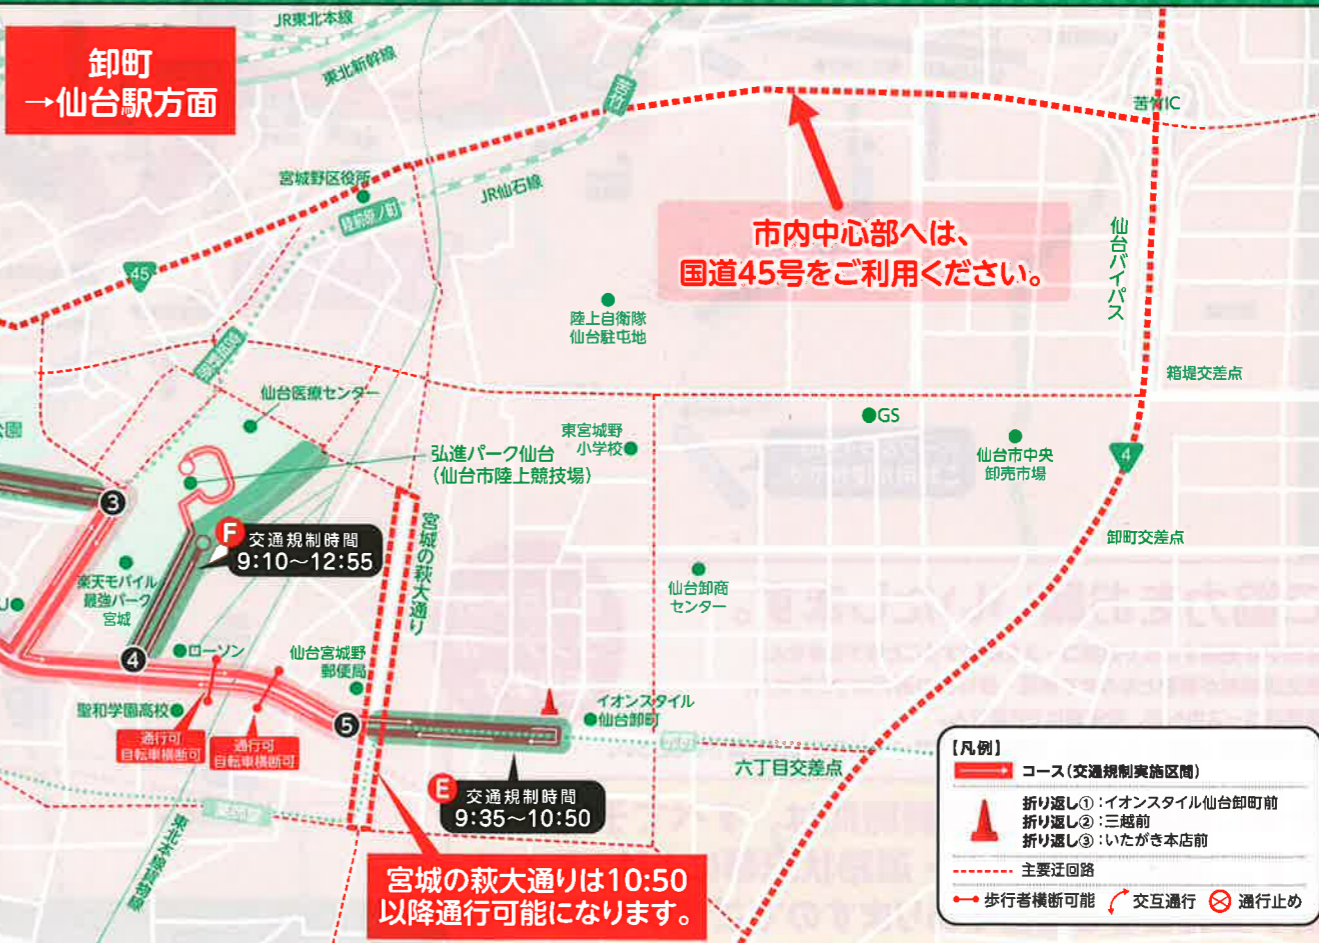 JR東北本線
卸町
→仙台駅方面
東北新幹線
苦竹
苦竹IC
宮城野区役所
JR仙石線
陸前原ノ町
市内中心部へは、
国道45号をご利用ください。
仙台バイパス
45
陸上自衛隊
仙台駐屯地
箱堤交差点
仙台医療センター
GS
公園
東宮城野
小学校
弘進パーク仙台
(仙台市陸上競技場)
仙台市中央
卸売市場
4
3
F
交通規制時間
9:10～12:55
宮城の萩大通り
卸町交差点
楽天モバイル
最強パーク
宮城
仙台卸商
センター
4
ローソン
仙台宮城野
郵便局
聖和学園高校
通行可
自転車横断可
通行可
自転車横断可
5
イオンスタイル
仙台卸町
六丁目交差点
E
交通規制時間
9:35～10:50
東北本線貨物線
宮城の萩大通りは10:50
以降通行可能になります。
【凡例】
コース(交通規制実施区間)
折り返し①:イオンスタイル仙台卸町前
折り返し②:三越前
折り返し③:いたがき本店前
主要迂回路
歩行者横断可能 交互通行 通行止め